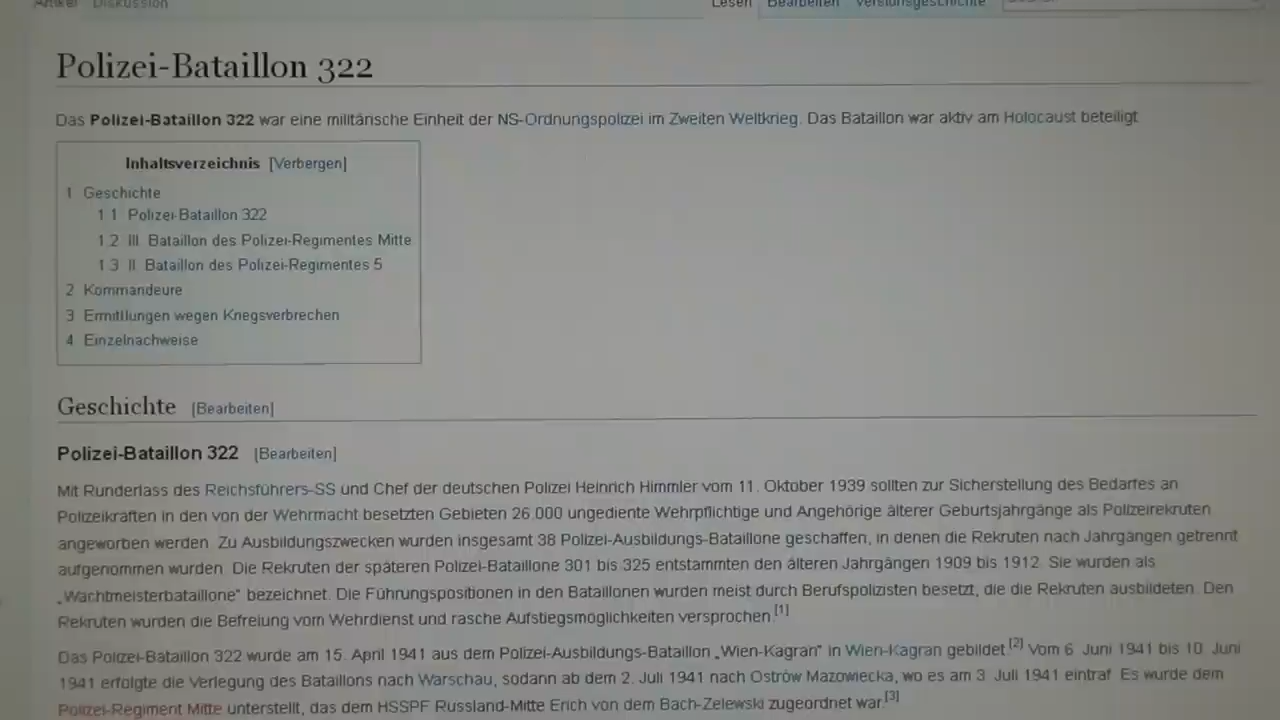 Artikel Diskussion Lesen Bearbeiten Versionsgeschichte
Polizei-Bataillon 322
Das Polizei-Bataillon 322 war eine militärische Einheit der NS-Ordnungspolizei im Zweiten Weltkrieg. Das Bataillon war aktiv am Holocaust beteiligt
Inhaltsverzeichnis [Verbergen]
1 Geschichte
1.1 Polizei-Bataillon 322
1.2 III. Bataillon des Polizei-Regimentes Mitte
1.3 II. Bataillon des Polizei-Regimentes 5
2 Kommandeure
3 Ermittlungen wegen Kriegsverbrechen
4 Einzelnachweise
Geschichte [Bearbeiten]
Polizei-Bataillon 322 [Bearbeiten]
Mit Runderlass des Reichsführers-SS und Chef der deutschen Polizei Heinrich Himmler vom 11. Oktober 1939 sollten zur Sicherstellung des Bedarfes an
Polizeikräften in den von der Wehrmacht besetzten Gebieten 26.000 ungediente Wehrpflichtige und Angehörige älterer Geburtsjahrgänge als Polizeirekruten
angeworben werden. Zu Ausbildungszwecken wurden insgesamt 38 Polizei-Ausbildungs-Bataillone geschaffen, in denen die Rekruten nach Jahrgängen getrennt
aufgenommen wurden. Die Rekruten der späteren Polizei-Bataillone 301 bis 325 entstammten den älteren Jahrgängen 1909 bis 1912. Sie wurden als
„Wachtmeisterbataillone“ bezeichnet. Die Führungspositionen in den Bataillonen wurden meist durch Berufspolizisten besetzt, die die Rekruten ausbildeten. Den
Rekruten wurden die Befreiung vom Wehrdienst und rasche Aufstiegsmöglichkeiten versprochen.[1]
Das Polizei-Bataillon 322 wurde am 15. April 1941 aus dem Polizei-Ausbildungs-Bataillon „Wien-Kagran“ in Wien-Kagran gebildet.[2] Vom 6. Juni 1941 bis 10. Juni
1941 erfolgte die Verlegung des Bataillons nach Warschau, sodann ab dem 2. Juli 1941 nach Ostrów Mazowiecka, wo es am 3. Juli 1941 eintraf. Es wurde dem
Polizei-Regiment Mitte unterstellt, das dem HSSPF Russland-Mitte Erich von dem Bach-Zelewski zugeordnet war.[3]